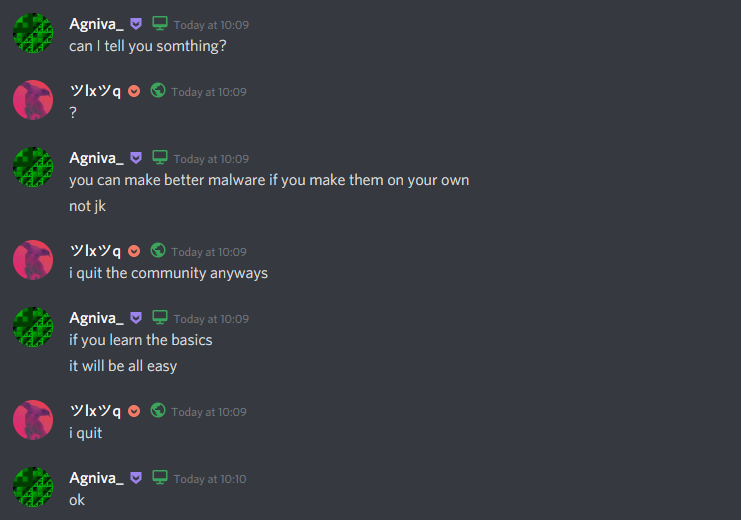 Agniva_ Today at 10:09
can I tell you somthing?
ツlxツq Today at 10:09
?
Agniva_ Today at 10:09
you can make better malware if you make them on your own
not jk
ツlxツq Today at 10:09
i quit the community anyways
Agniva_ Today at 10:09
if you learn the basics
it will be all easy
ツlxツq Today at 10:09
i quit
Agniva_ Today at 10:10
ok